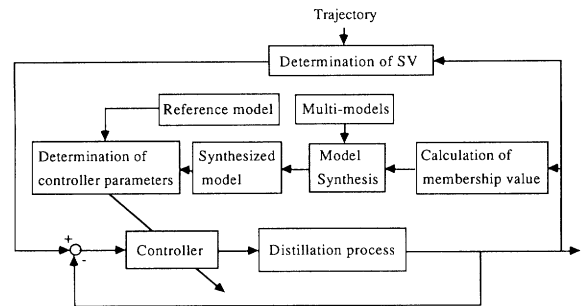 Trajectory
Determination of SV
Reference model
Multi-models
Determination of
controller parameters
Synthesized
model
Model
Synthesis
Calculation of
membership value
+
-
Controller
Distillation process